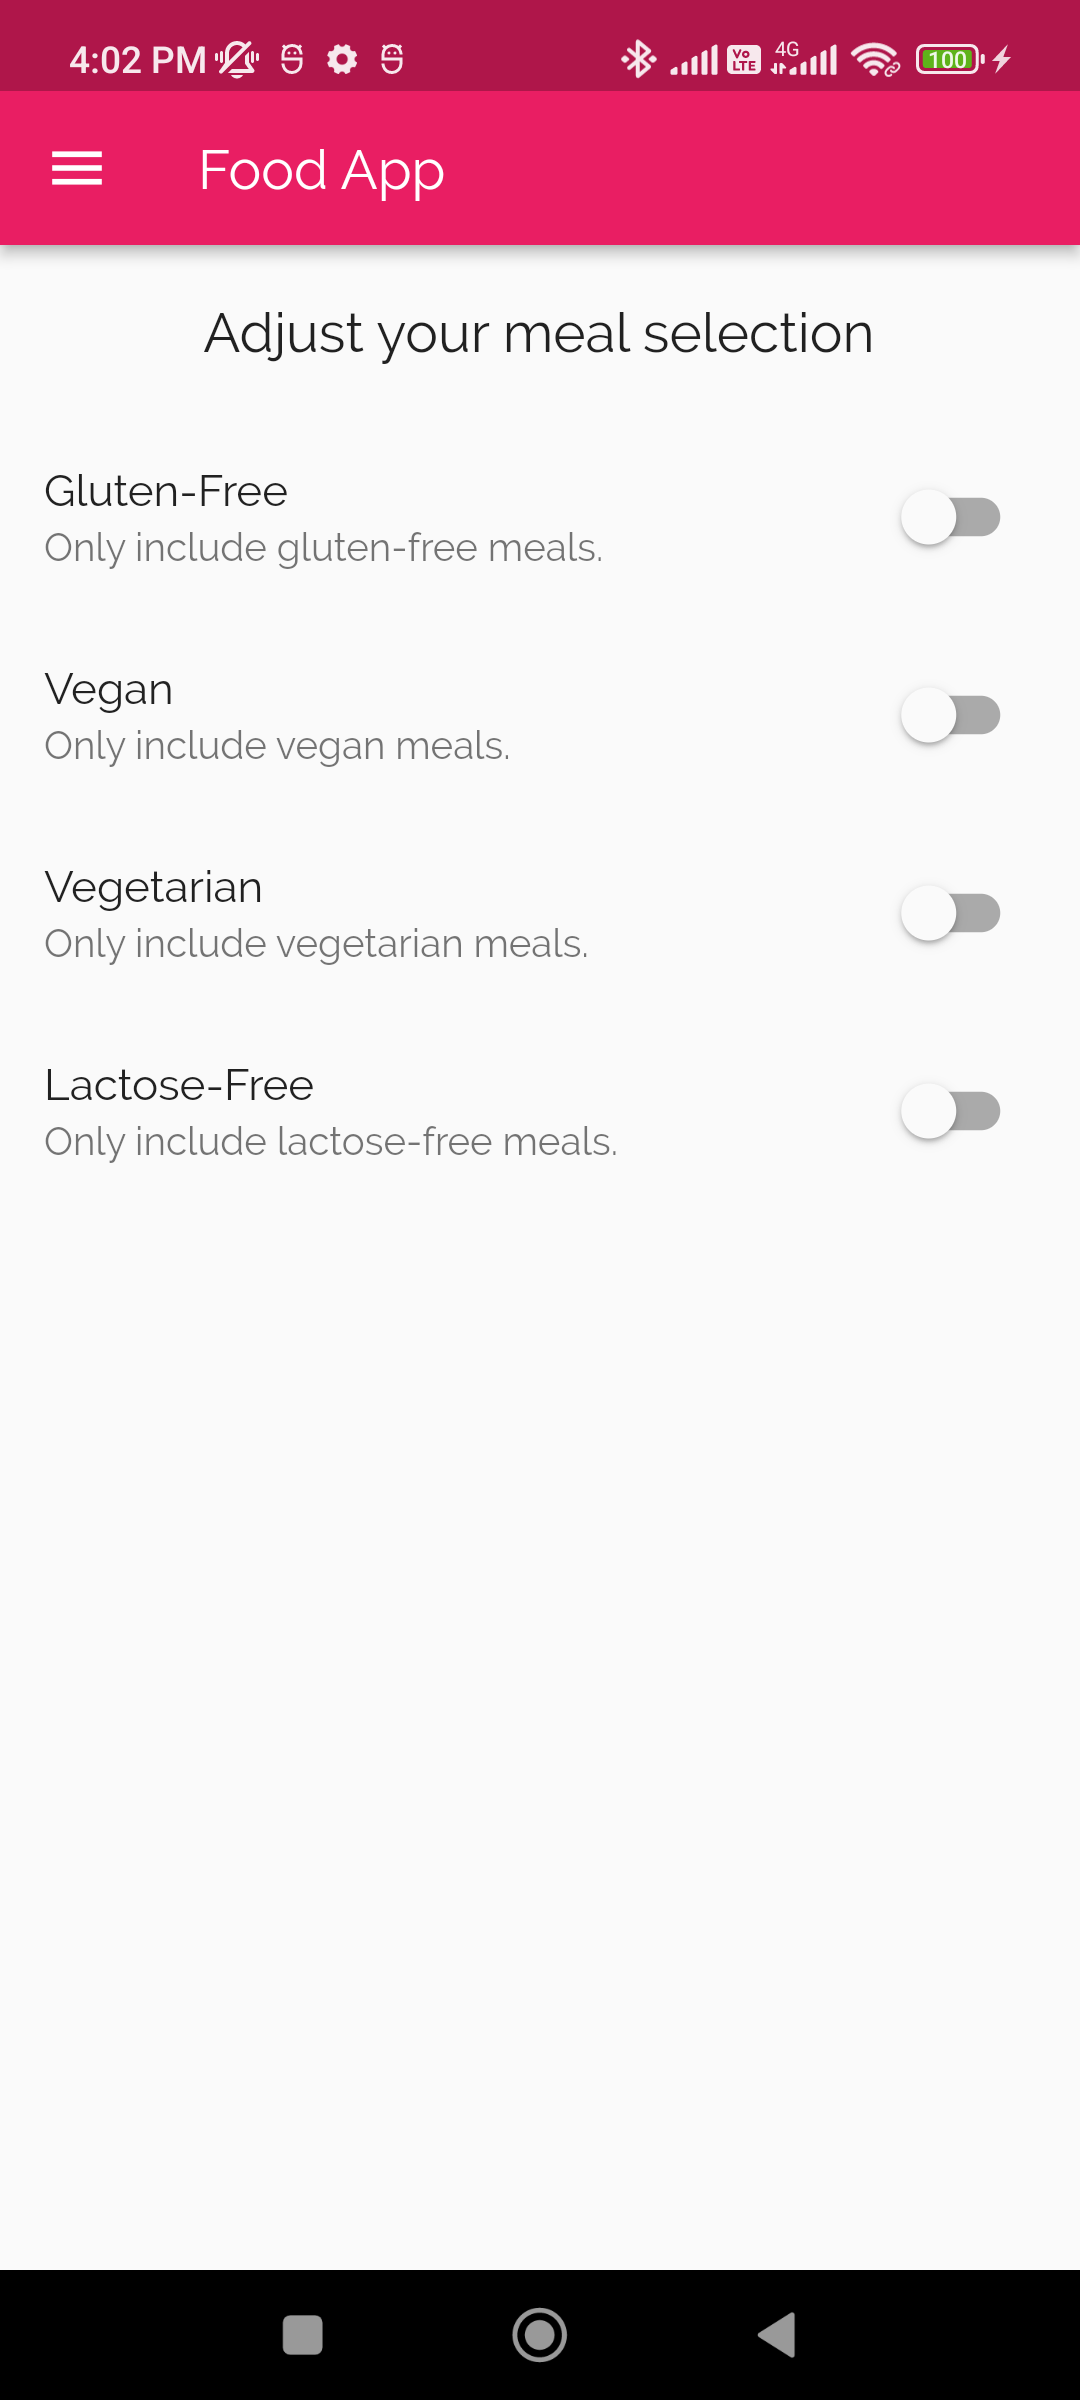 4:02 PM
Vo LTE
4G
100
Food App
Adjust your meal selection
Gluten-Free
Only include gluten-free meals.
Vegan
Only include vegan meals.
Vegetarian
Only include vegetarian meals.
Lactose-Free
Only include lactose-free meals.